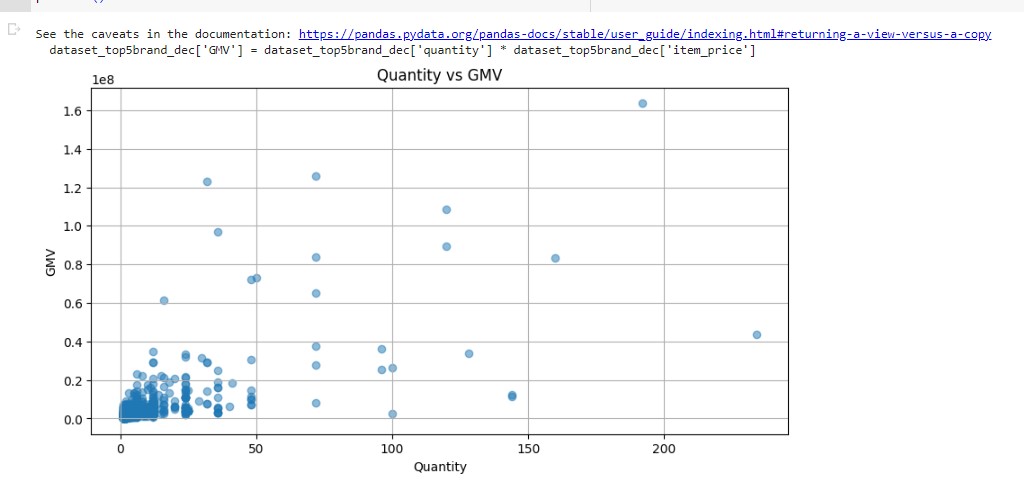 See the caveats in the documentation: https://pandas.pydata.org/pandas-docs/stable/user_guide/indexing.html#returning-a-view-versus-a-copy
dataset_top5brand_dec['GMV'] = dataset_top5brand_dec['quantity'] * dataset_top5brand_dec['item_price']
Quantity vs GMV
1e8
1.6
1.4
1.2
1.0
0.8
0.6
0.4
0.2
0.0
GMV
0 50 100 150 200
Quantity